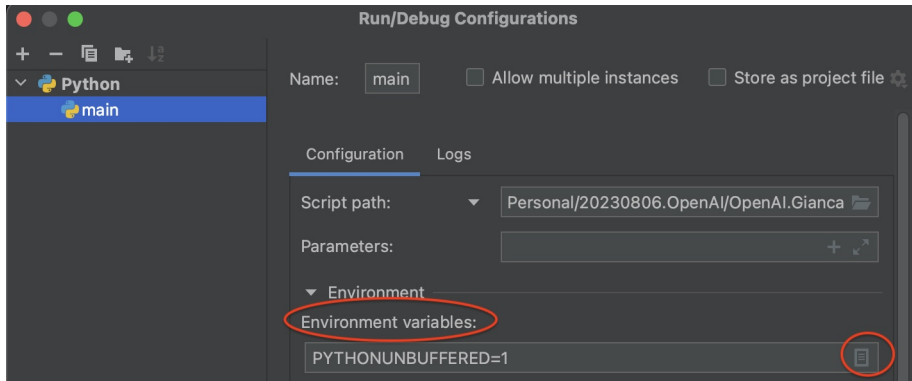 Run/Debug Configurations
Python
main
Name: main Allow multiple instances Store as project file
Configuration Logs
Script path: Personal/20230806.OpenAI/OpenAI.Gianca
Parameters:
Environment
Environment variables:
PYTHONUNBUFFERED=1